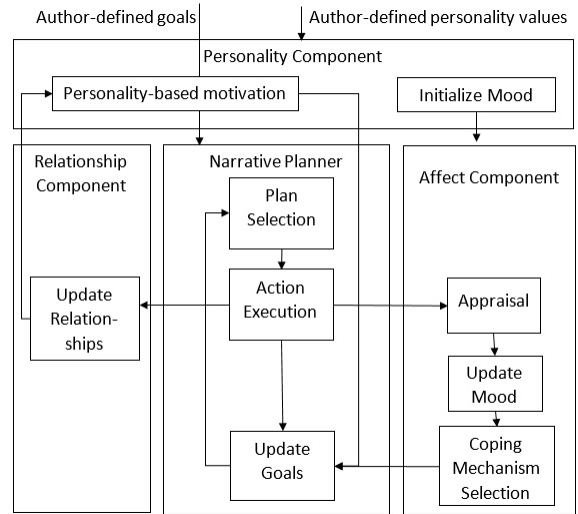 Author-defined goals
Author-defined personality values
Personality Component
Personality-based motivation
Initialize Mood
Relationship
Component
Narrative Planner
Affect Component
Plan
Selection
Action
Execution
Update
Relation-
ships
Appraisal
Update
Mood
Update
Goals
Coping
Mechanism
Selection